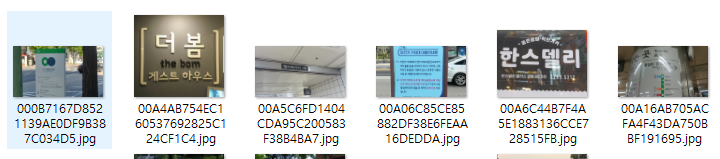 더봄
the bom
게스트 하우스
한스델리
000B7167D852
1139AE0DF9B38
7C034D5.jpg
00A4AB754EC1
60537692825C1
24CF1C4.jpg
00A5C6FD1404
CDA95C200583
F38B4BA7.jpg
00A06C85CE85
882DF38E6FEAA
16DEDDA.jpg
00A6C44B7F4A
5E1883136CCE7
28515FB.jpg
00A16AB705AC
FA4F43DA750B
BF191695.jpg